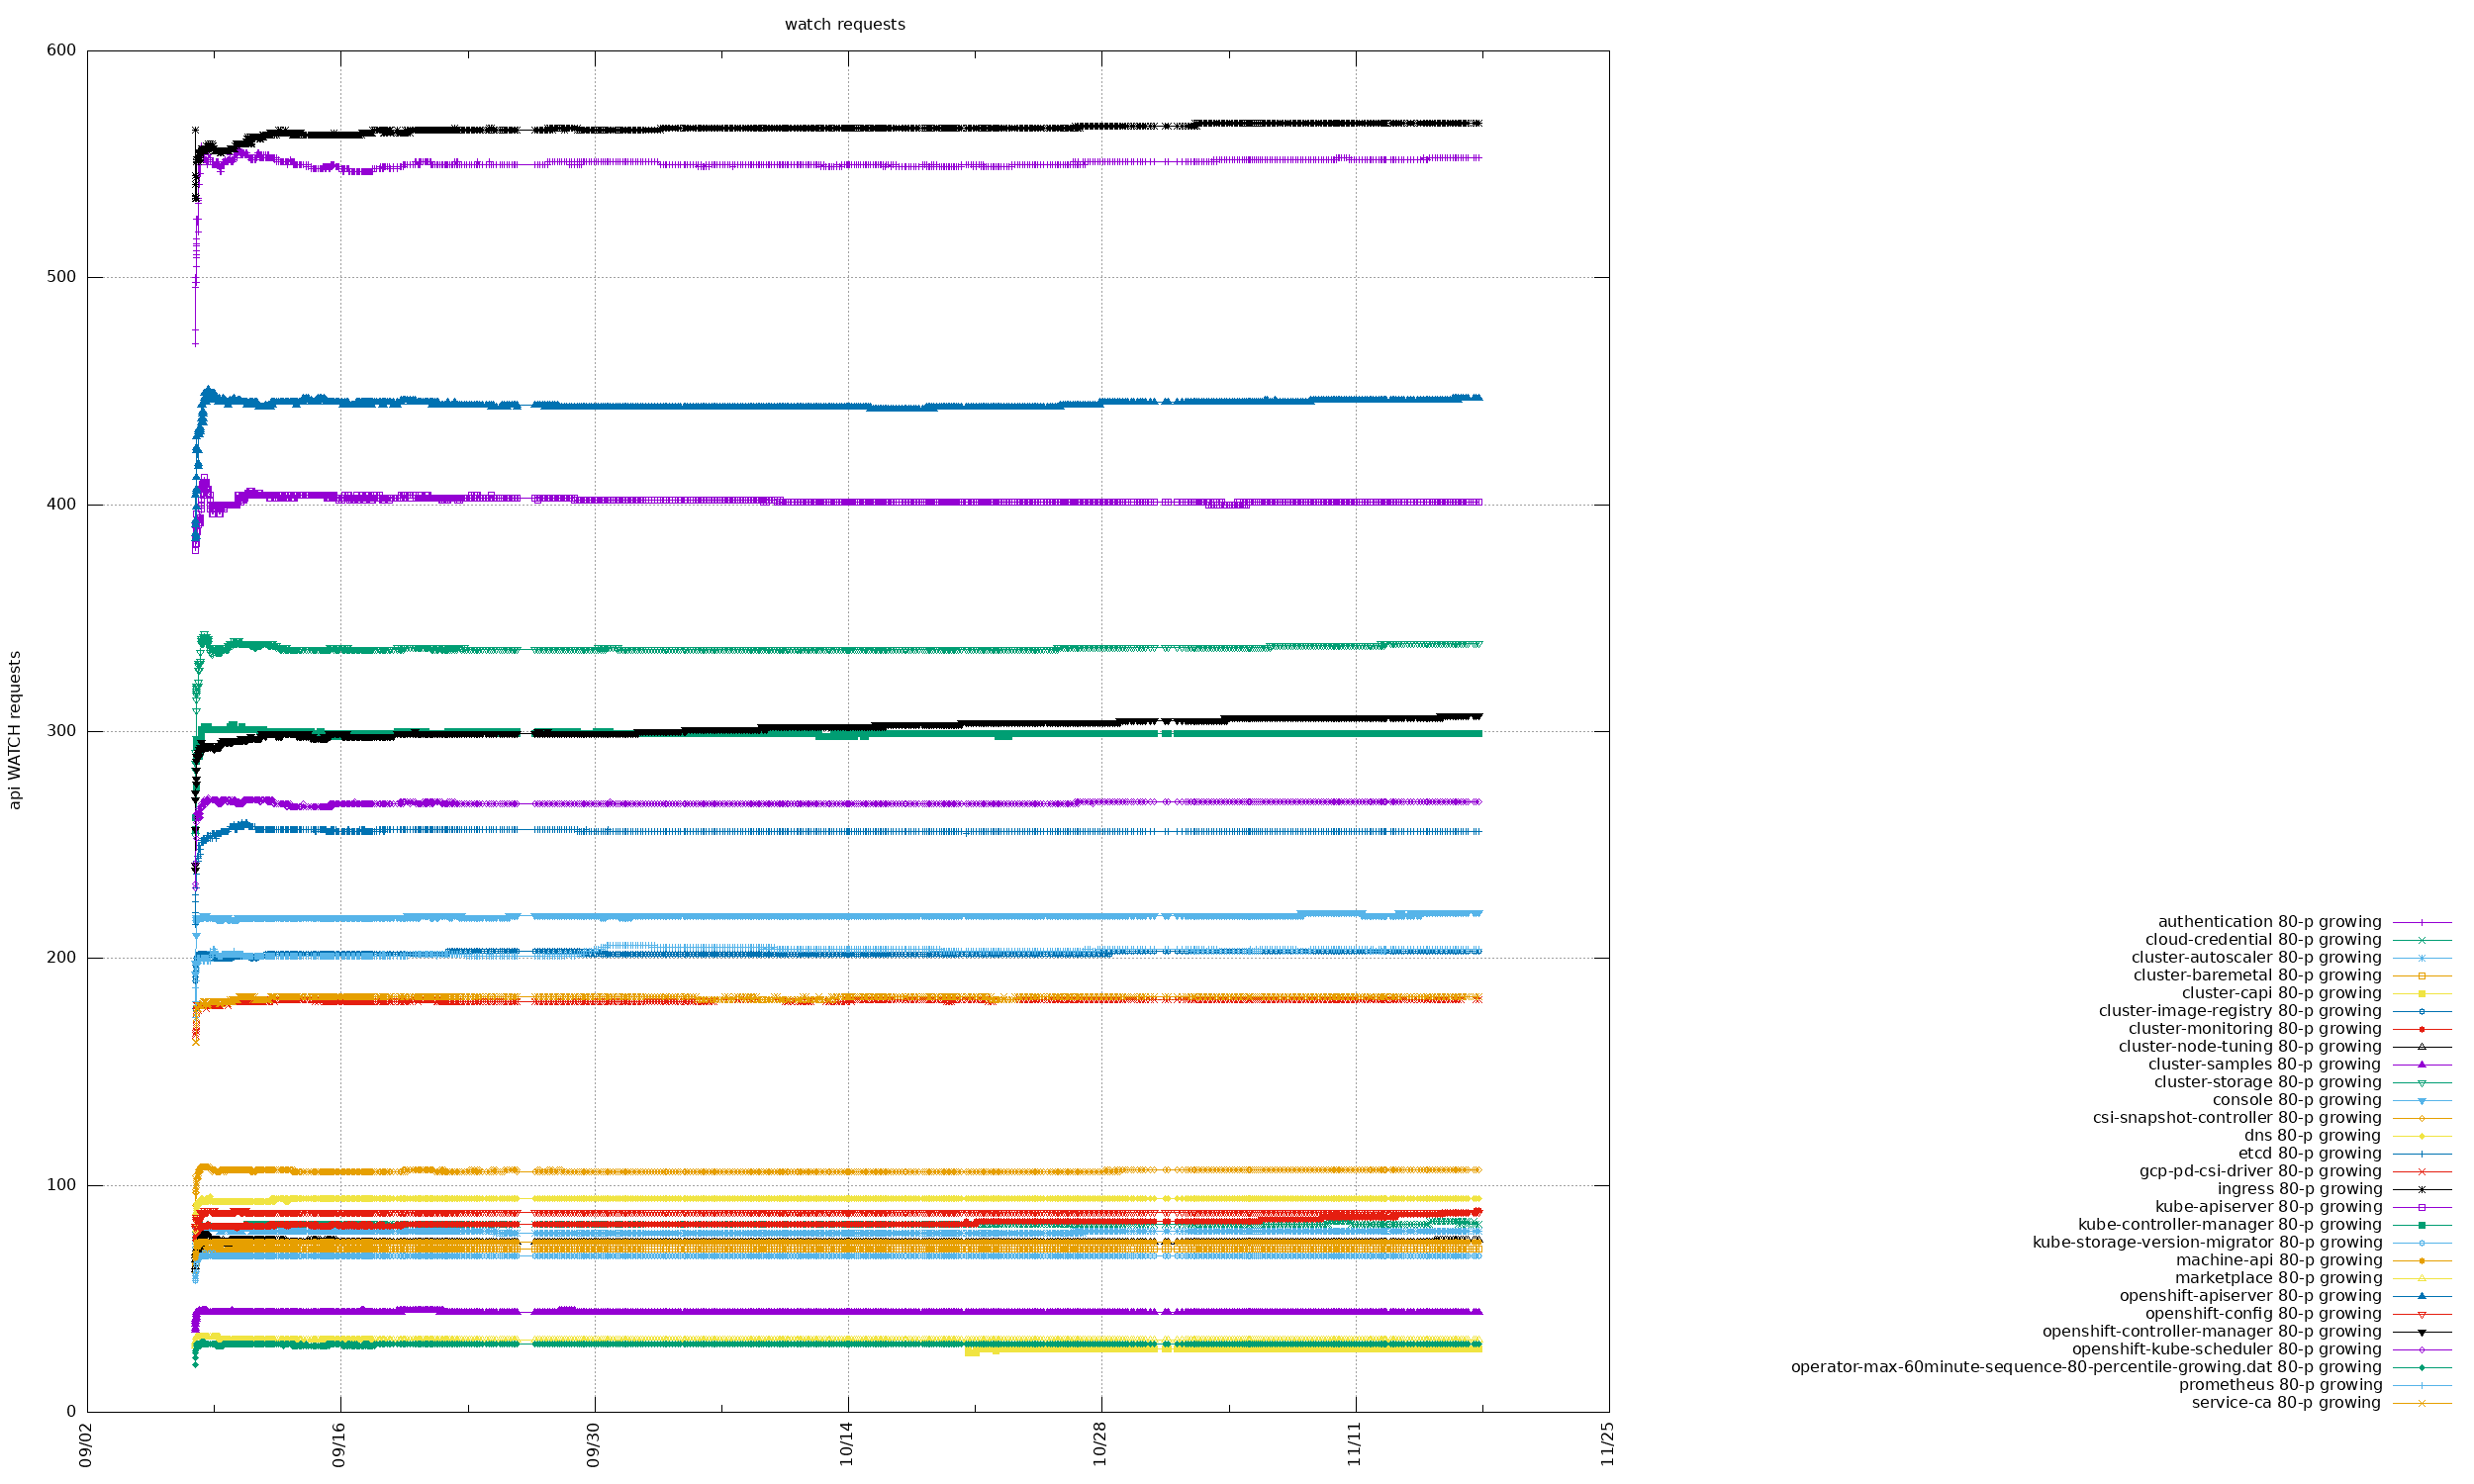 watch requests
600
500
400
300
200
100
0
api WATCH requests
09/02
09/16
09/30
10/14
10/28
11/11
11/25
authentication 80-p growing
cloud-credential 80-p growing
cluster-autoscaler 80-p growing
cluster-baremetal 80-p growing
cluster-capi 80-p growing
cluster-image-registry 80-p growing
cluster-monitoring 80-p growing
cluster-node-tuning 80-p growing
cluster-samples 80-p growing
cluster-storage 80-p growing
console 80-p growing
csi-snapshot-controller 80-p growing
dns 80-p growing
etcd 80-p growing
gcp-pd-csi-driver 80-p growing
ingress 80-p growing
kube-apiserver 80-p growing
kube-controller-manager 80-p growing
kube-storage-version-migrator 80-p growing
machine-api 80-p growing
marketplace 80-p growing
openshift-apiserver 80-p growing
openshift-config 80-p growing
openshift-controller-manager 80-p growing
openshift-kube-scheduler 80-p growing
operator-max-60minute-sequence-80-percentile-growing.dat 80-p growing
prometheus 80-p growing
service-ca 80-p growing